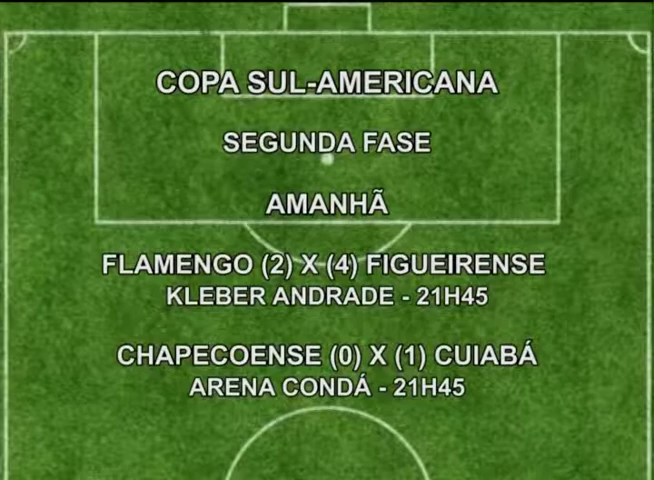 COPA SUL-AMERICANA
SEGUNDA FASE
AMANHÃ
FLAMENGO (2) X (4) FIGUEIRENSE
KLEBER ANDRADE - 21H45
CHAPECOENSE (0) X (1) CUIABÁ
ARENA CONDÁ - 21H45